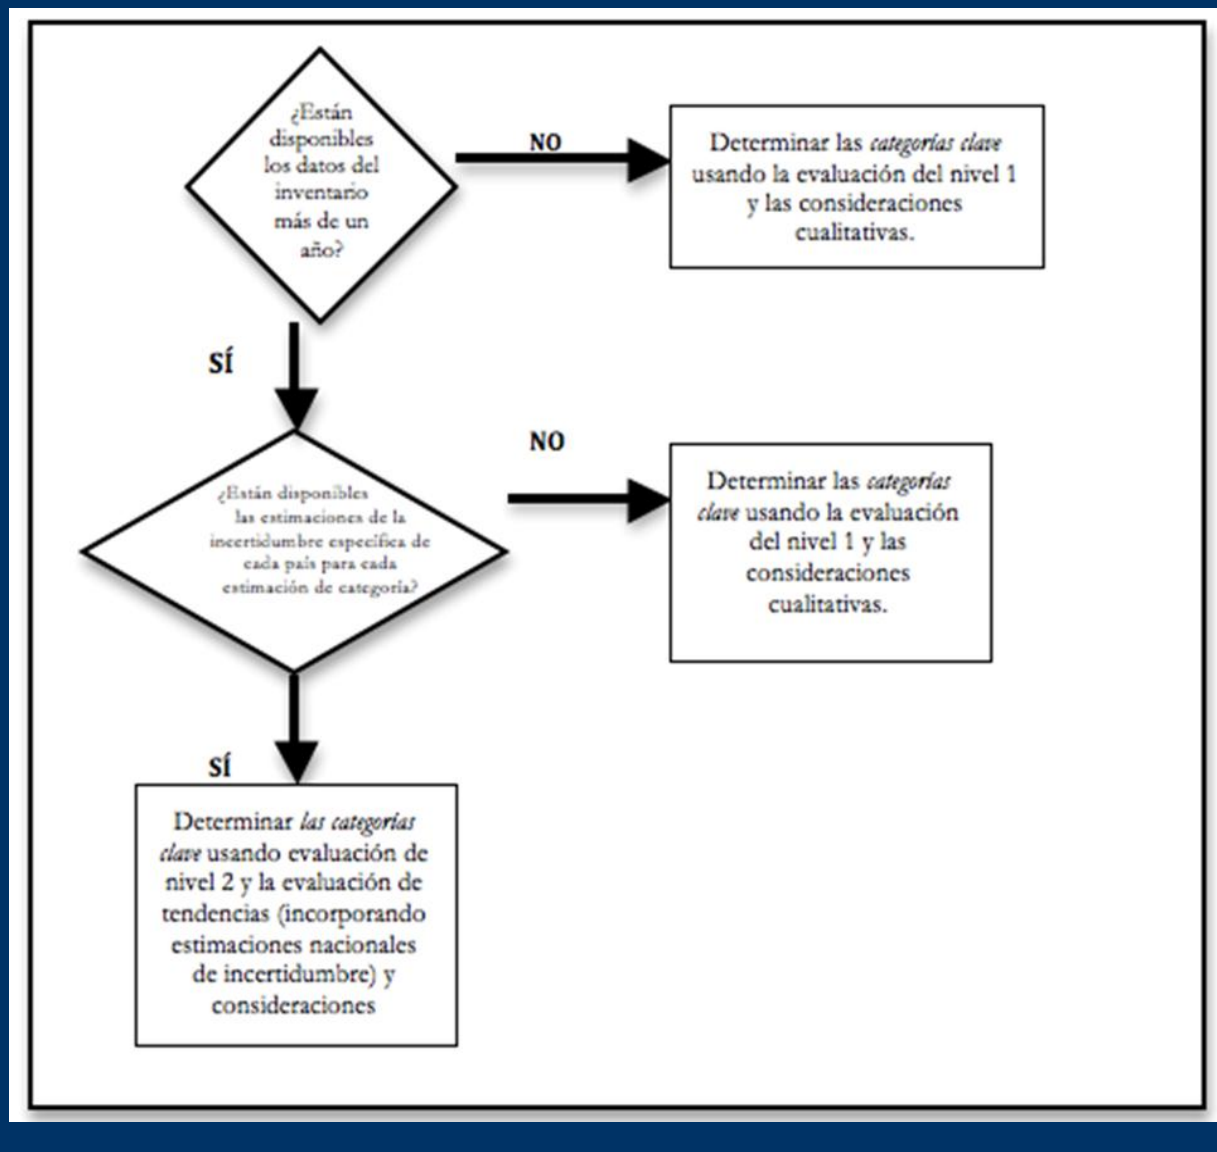 ¿Están
disponibles
los datos del
inventario
más de un
año?
NO
Determinar las categorías clave
usando la evaluación del nivel 1
y las consideraciones
cualitativas.
SÍ
¿Están disponibles
las estimaciones de la
incertidumbre específica de
cada país para cada
estimación de categoría?
NO
Determinar las categorías
clave usando la evaluación
del nivel 1 y las
consideraciones
cualitativas.
SÍ
Determinar las categorías
clave usando evaluación de
nivel 2 y la evaluación de
tendencias (incorporando
estimaciones nacionales
de incertidumbre) y
consideraciones